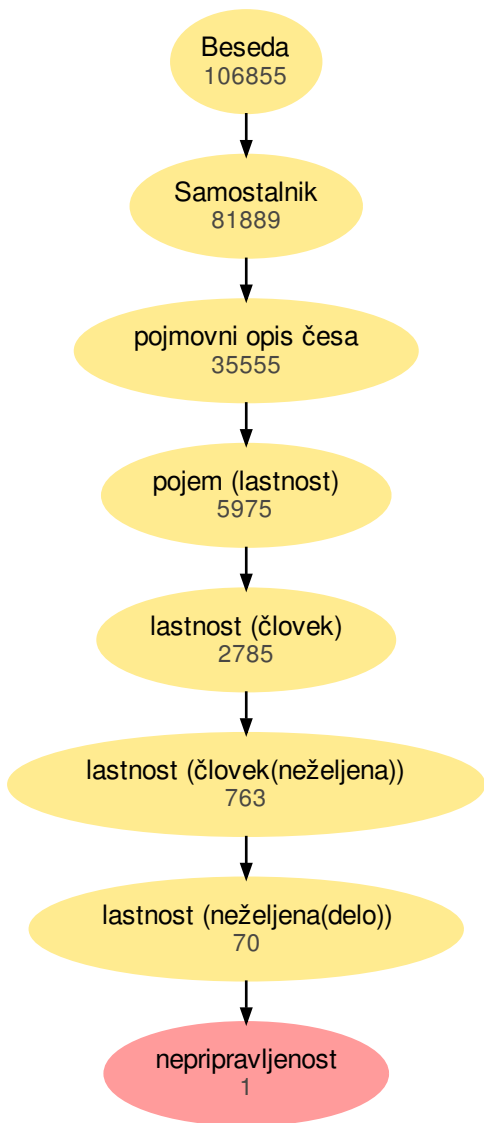 Beseda
106855
Samostalnik
81889
pojmovni opis česa
35555
pojem (lastnost)
5975
lastnost (človek)
2785
lastnost (človek(neželjena))
763
lastnost (neželjena(delo))
70
nepripravljenost
1